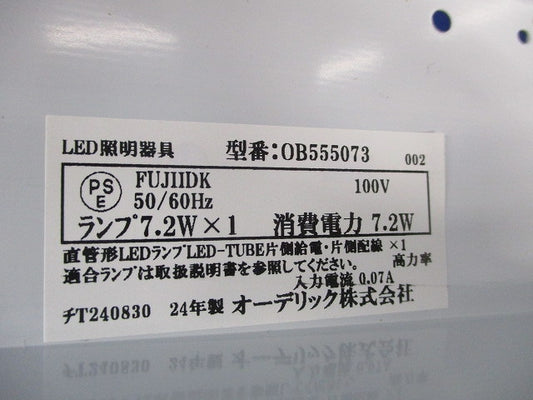 LED照明器具 型番:OB555073 002
PS
E
FUJIIDK 100V
50/60Hz
ランプ7.2W×1 消費電力 7.2W
直管形LEDランプLED-TUBE片側給電・片側配線 ×1
適合ランプは取扱説明書を参照してください。 高力率
入力電流 0.07A
チT240830 24年製 オーデリック株式会社